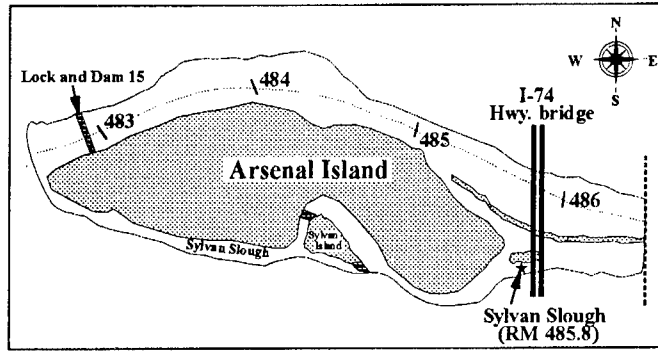 N
W E
S
Lock and Dam 15
484
I-74
Hwy. bridge
483
485
Arsenal Island
486
Sylvan
Island
Sylvan Slough
Sylvan Slough
(RM 485.8)